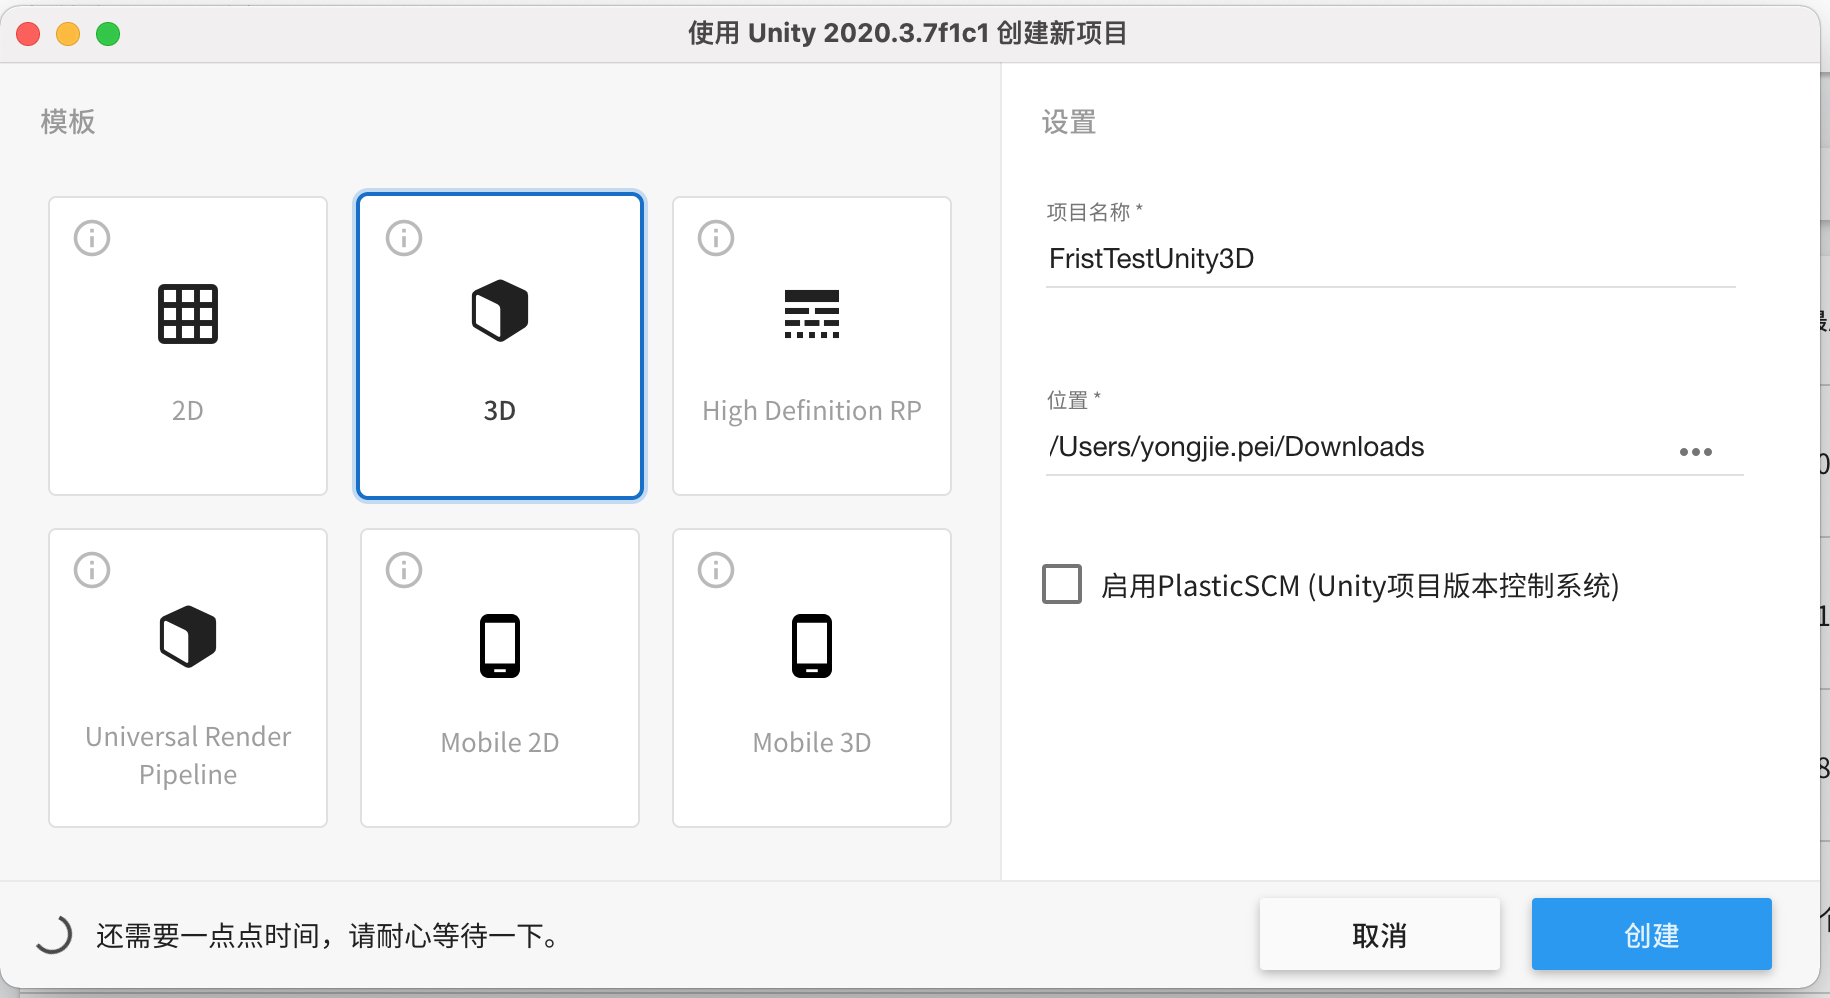 使用 Unity 2020.3.7f1c1 创建新项目
模板
设置
2D
3D
High Definition RP
Universal Render
Pipeline
Mobile 2D
Mobile 3D
项目名称 *
FristTestUnity3D
位置 *
/Users/yongjie.pei/Downloads
启用PlasticSCM (Unity项目版本控制系统)
还需要一点点时间，请耐心等待一下。
取消
创建